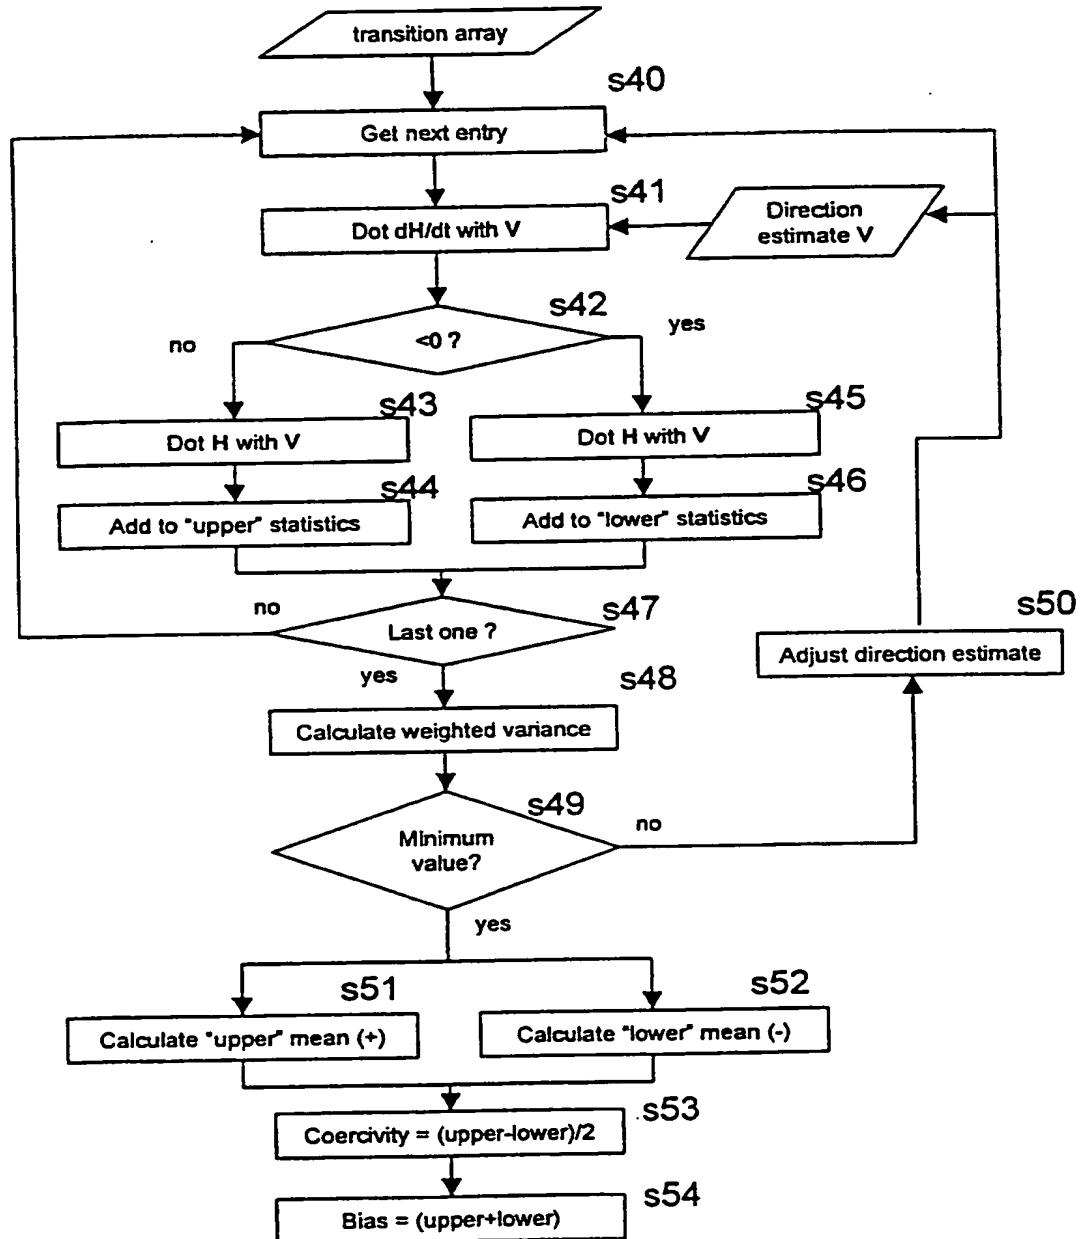 transition array
s40
Get next entry
s41
Dot dH/dt with V
Direction
estimate V
s42
<0 ?
no
yes
s43
Dot H with V
s45
Dot H with V
s44
Add to "upper" statistics
s46
Add to "lower" statistics
no
s47
Last one ?
yes
s50
Adjust direction estimate
s48
Calculate weighted variance
s49
Minimum
value?
no
yes
s51
Calculate "upper" mean (+)
s52
Calculate "lower" mean (-)
s53
Coercivity = (upper-lower)/2
s54
Bias = (upper+lower)